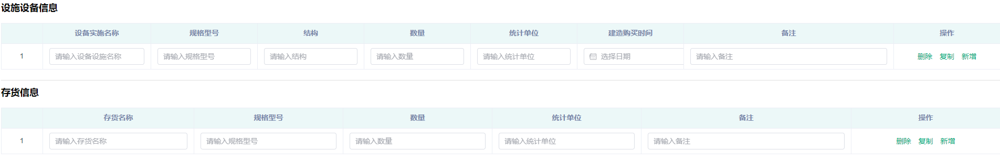 设施设备信息
设备实施名称 规格型号 结构 数量 统计单位 建造购买时间 备注 操作
1 请输入设备设施名称 请输入规格型号 请输入结构 请输入数量 请输入统计单位 选择日期 请输入备注 删除 复制 新增
存货信息
存货名称 规格型号 数量 统计单位 备注 操作
1 请输入存货名称 请输入规格型号 请输入数量 请输入统计单位 请输入备注 删除 复制 新增